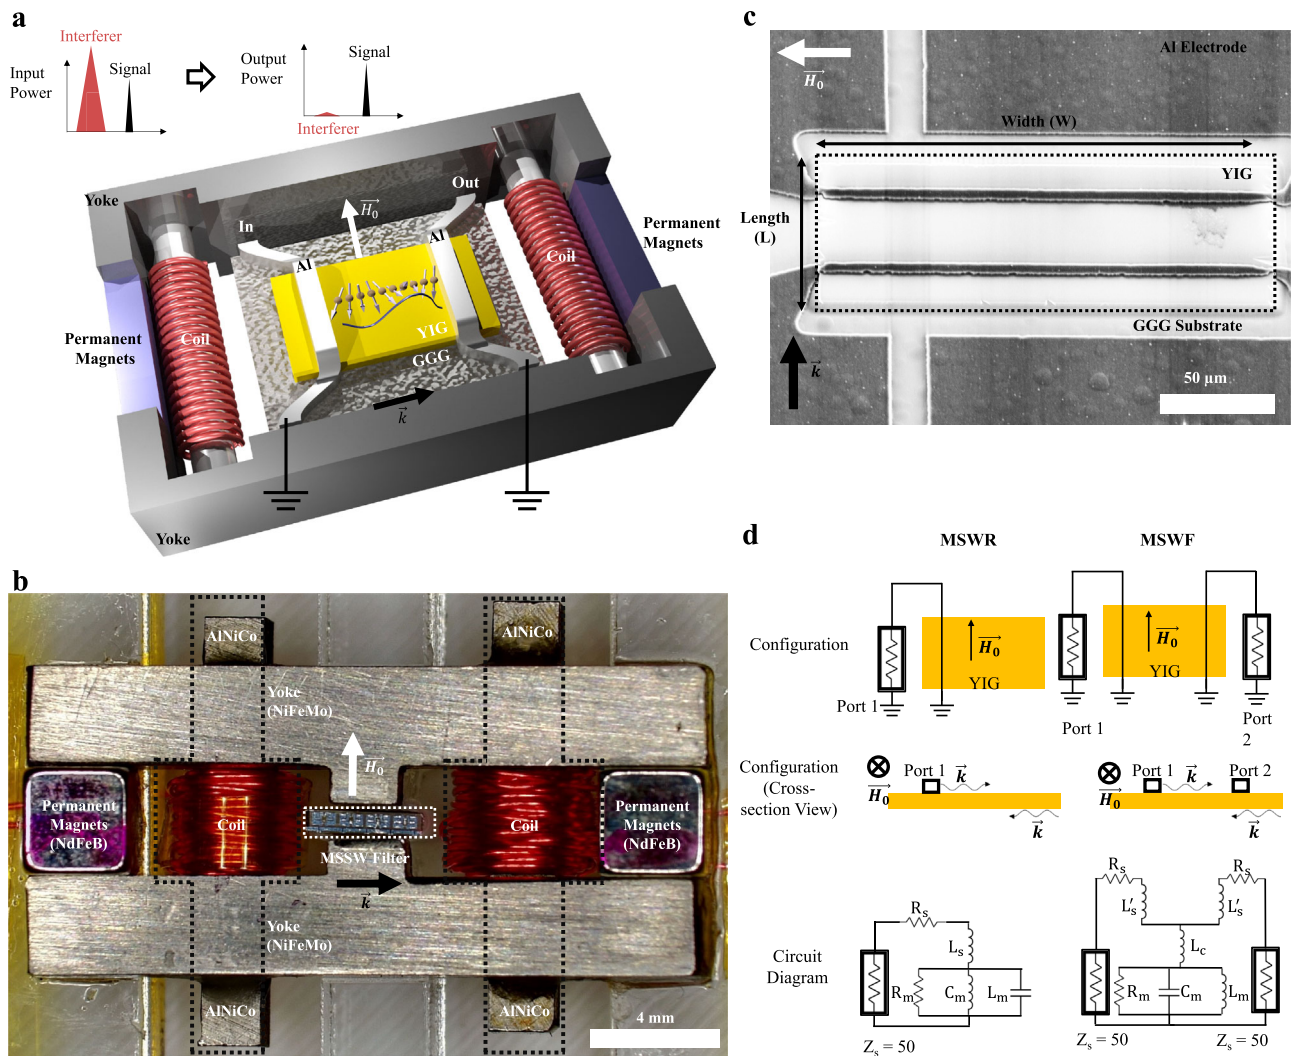 a
Interferer
Input
Power
Signal
Output
Power
Signal
Interferer
Yoke
In
Out
H₀
Al
Al
Coil
Coil
YIG
GGG
k
Permanent
Magnets
Permanent
Magnets
Yoke
b
AlNiCo
AlNiCo
Yoke
(NiFeMo)
H₀
Permanent
Magnets
(NdFeB)
Coil
Coil
Permanent
Magnets
(NdFeB)
MSSW Filter
k
Yoke
(NiFeMo)
AlNiCo
AlNiCo
4 mm
c
H₀
Al Electrode
Width (W)
YIG
Length
(L)
GGG Substrate
k
50 µm
d
MSWR
MSWF
Configuration
H₀
YIG
Port 1
H₀
YIG
Port 1
Port
2
Configuration
(Cross-
section View)
H₀
Port 1
k
k
H₀
Port 1
k
Port 2
k
Circuit
Diagram
Rₛ
Lₛ
Rₘ
Cₘ
Lₘ
Zₛ = 50
Rₛ
L′ₛ
L′ₛ
Rₛ
L꜀
Rₘ
Cₘ
Lₘ
Zₛ = 50
Zₛ = 50